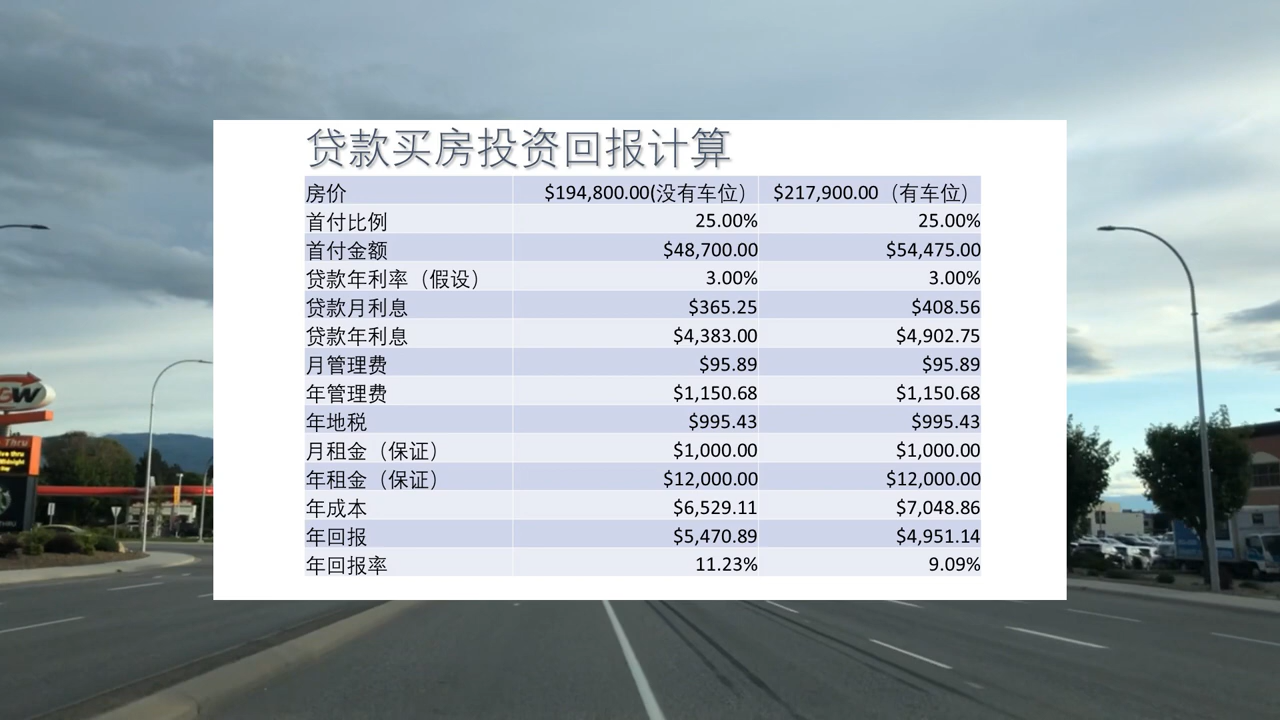 贷款买房投资回报计算
房价 $194,800.00(没有车位） $217,900.00（有车位）
首付比例 25.00% 25.00%
首付金额 $48,700.00 $54,475.00
贷款年利率（假设） 3.00% 3.00%
贷款月利息 $365.25 $408.56
贷款年利息 $4,383.00 $4,902.75
月管理费 $95.89 $95.89
年管理费 $1,150.68 $1,150.68
年地税 $995.43 $995.43
月租金（保证） $1,000.00 $1,000.00
年租金（保证） $12,000.00 $12,000.00
年成本 $6,529.11 $7,048.86
年回报 $5,470.89 $4,951.14
年回报率 11.23% 9.09%
Thru